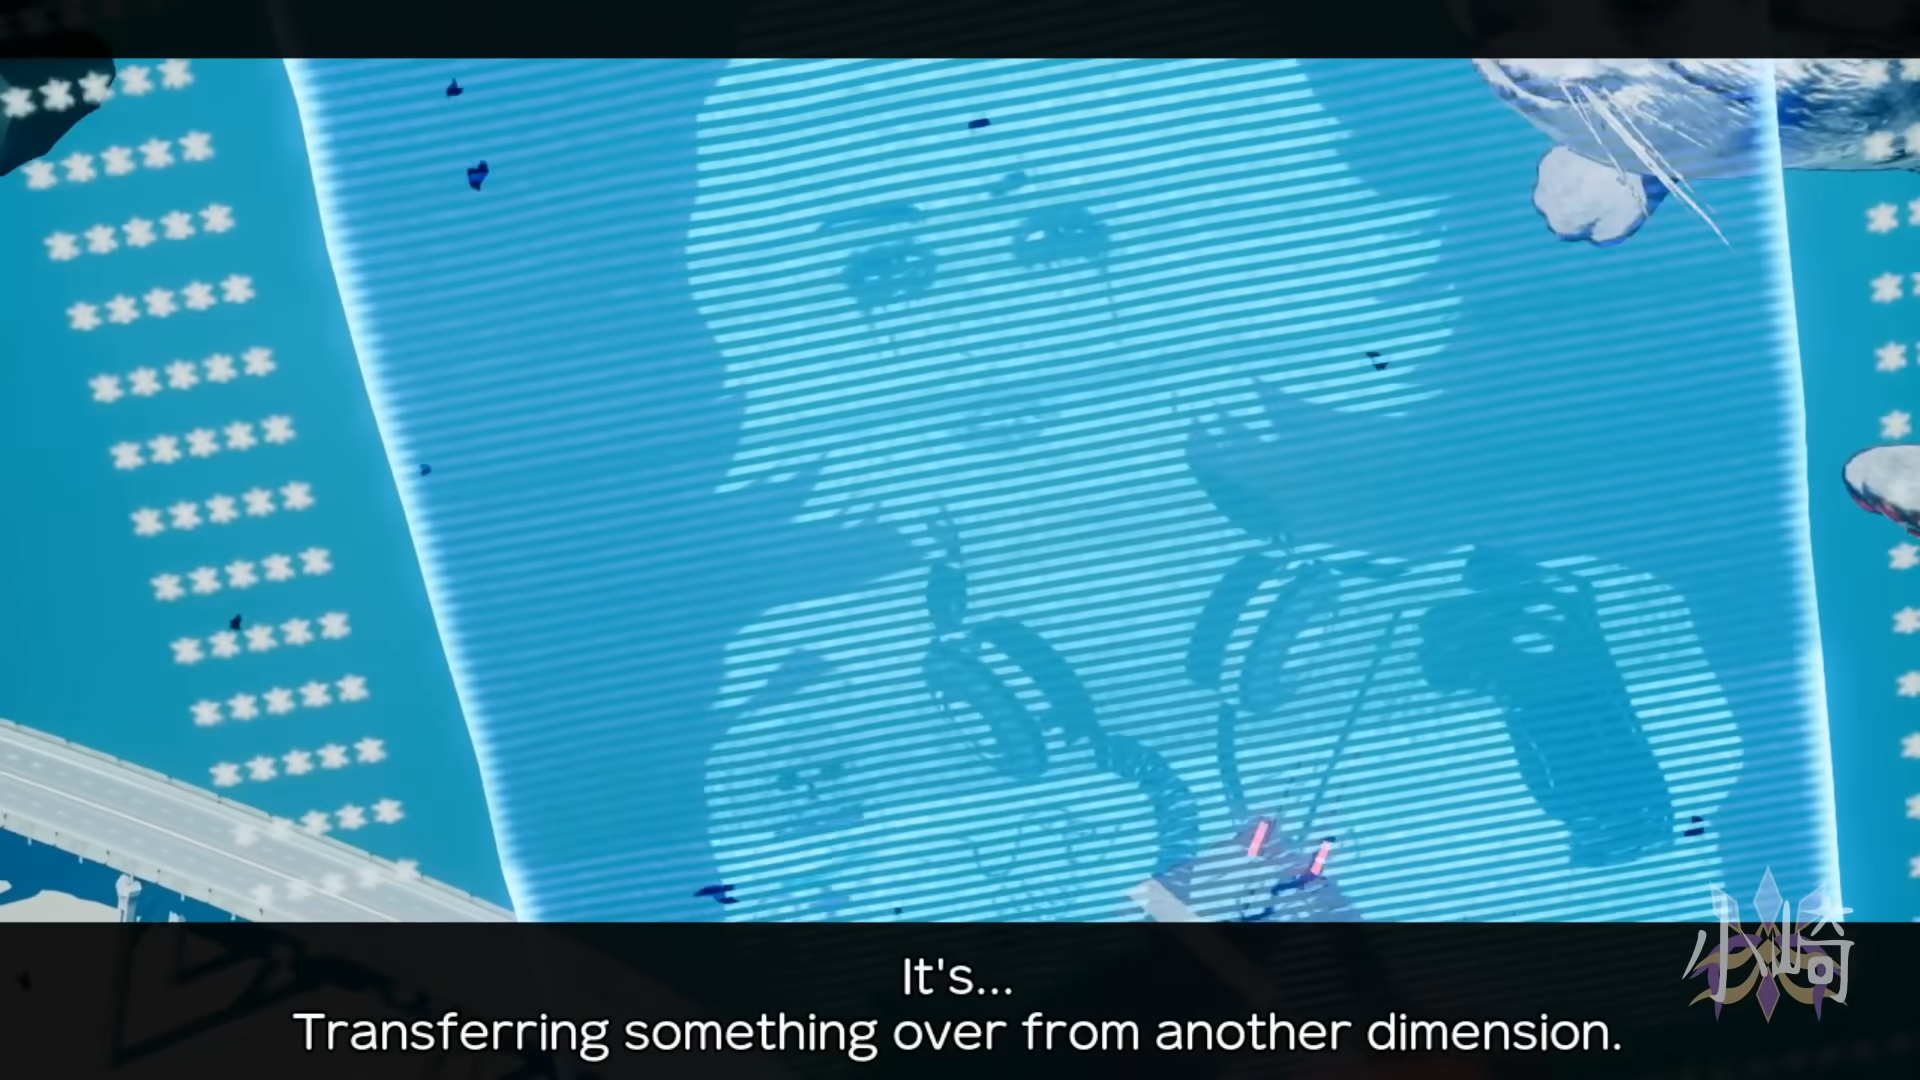 It's...
Transferring something over from another dimension.
小崎